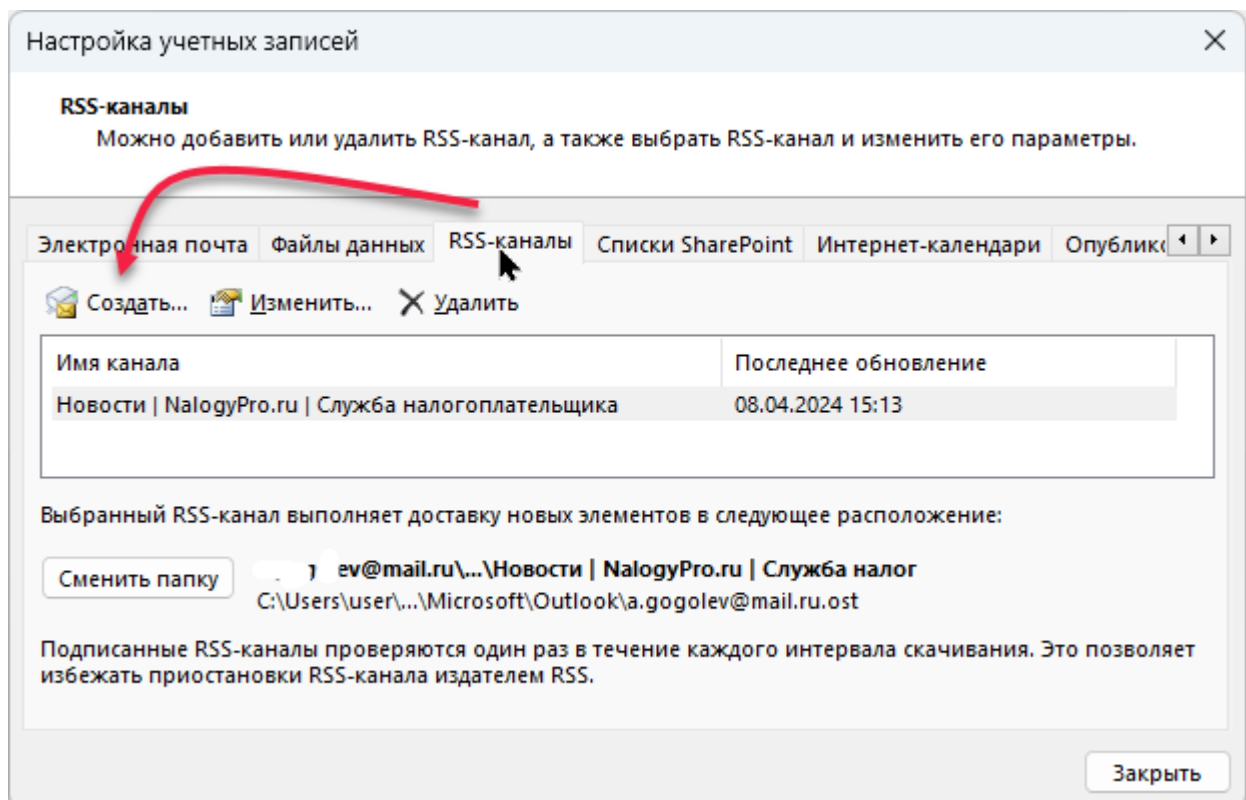 Настройка учетных записей
RSS-каналы
Можно добавить или удалить RSS-канал, а также выбрать RSS-канал и изменить его параметры.
Электронная почта Файлы данных RSS-каналы Списки SharePoint Интернет-календари Опублико
Создать... Изменить... Удалить
Имя канала Последнее обновление
Новости | NalogyPro.ru | Служба налогоплательщика 08.04.2024 15:13
Выбранный RSS-канал выполняет доставку новых элементов в следующее расположение:
Сменить папку ev@mail.ru\...\Новости | NalogyPro.ru | Служба налог
C:\Users\user\...\Microsoft\Outlook\a.gogolev@mail.ru.ost
Подписанные RSS-каналы проверяются один раз в течение каждого интервала скачивания. Это позволяет
избежать приостановки RSS-канала издателем RSS.
Закрыть